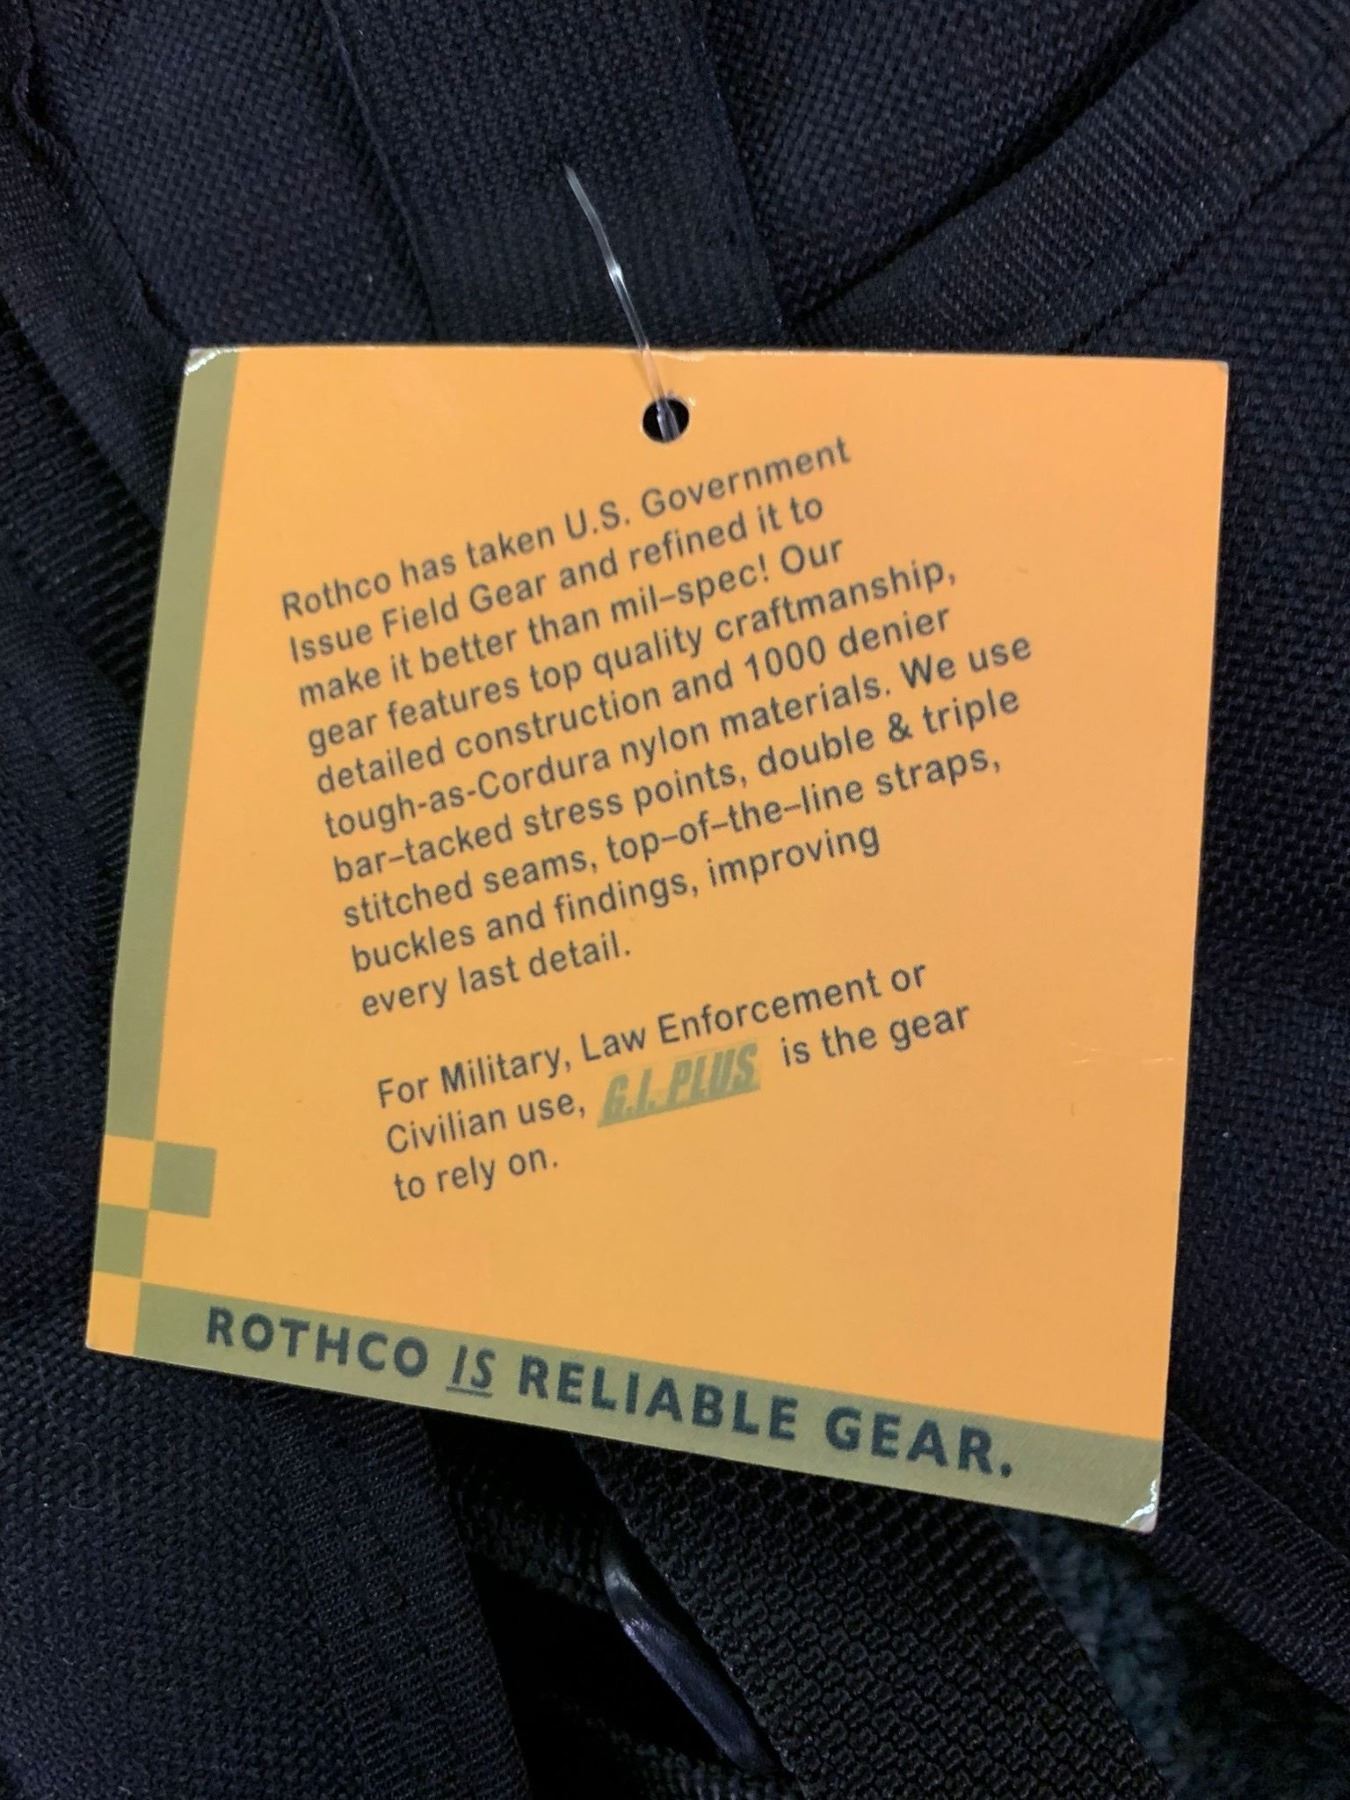 Rothco has taken U.S. Government
Issue Field Gear and refined it to
make it better than mil–spec! Our
gear features top quality craftmanship,
detailed construction and 1000 denier
tough-as-Cordura nylon materials. We use
bar–tacked stress points, double & triple
stitched seams, top–of–the–line straps,
buckles and findings, improving
every last detail.
For Military, Law Enforcement or
Civilian use, G.I. PLUS is the gear
to rely on.
ROTHCO IS RELIABLE GEAR.